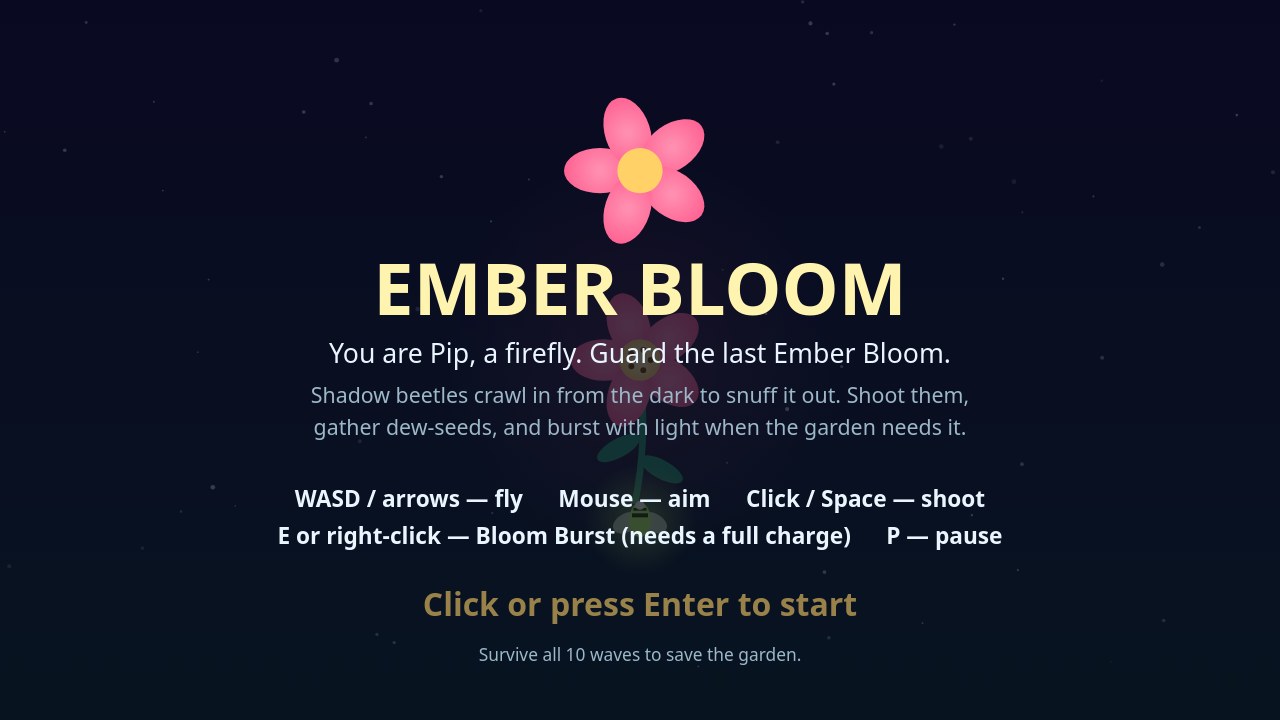 EMBER BLOOM
You are Pip, a firefly. Guard the last Ember Bloom.
Shadow beetles crawl in from the dark to snuff it out. Shoot them,
gather dew-seeds, and burst with light when the garden needs it.
WASD / arrows — fly Mouse — aim Click / Space — shoot
E or right-click — Bloom Burst (needs a full charge) P — pause
Click or press Enter to start
Survive all 10 waves to save the garden.